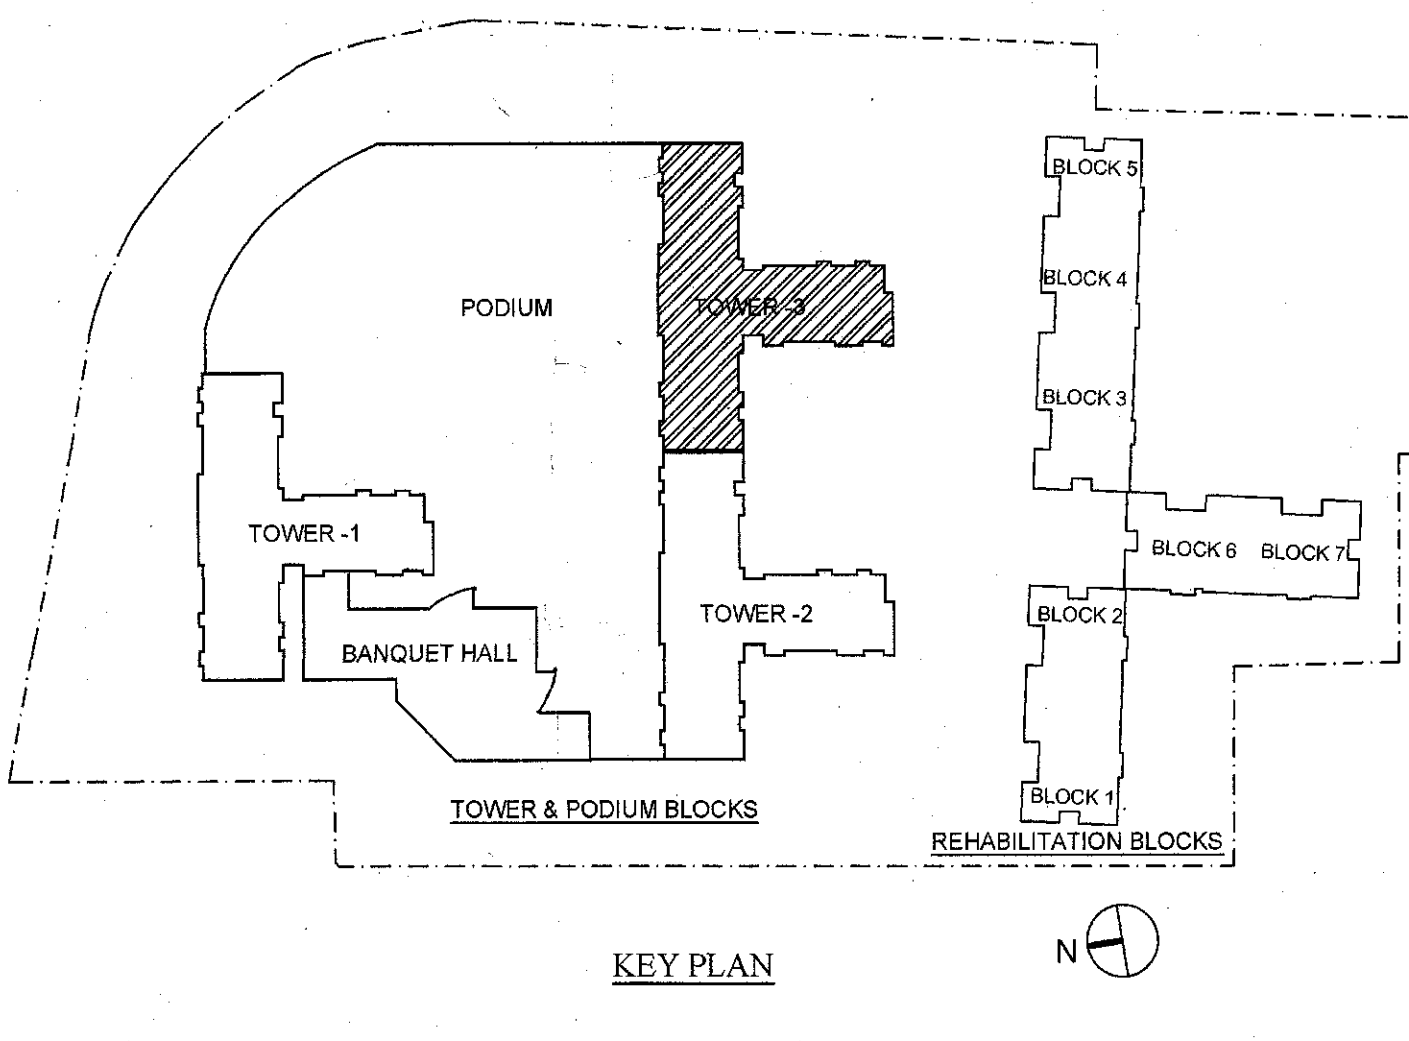 BLOCK 5
BLOCK 4
PODIUM
TOWER -3
BLOCK 3
TOWER -1
BLOCK 6
BLOCK 7
TOWER -2
BLOCK 2
BANQUET HALL
BLOCK 1
TOWER & PODIUM BLOCKS
REHABILITATION BLOCKS
N
KEY PLAN